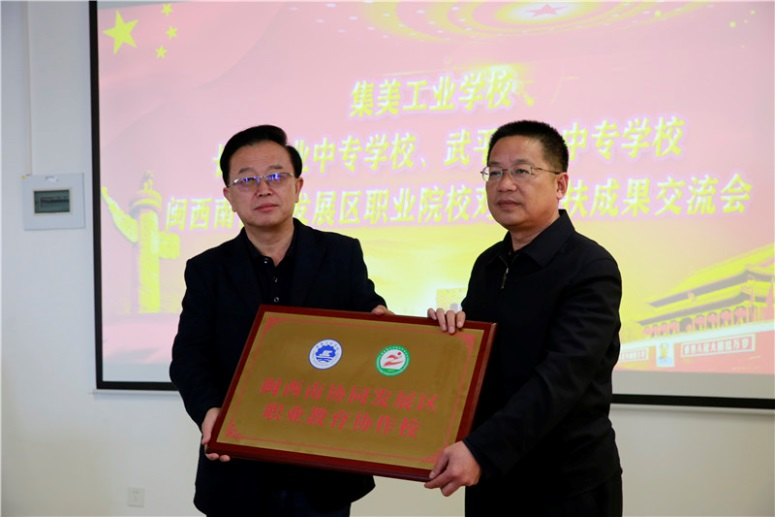 集美工业学校、
业中专学校、武平 中专学校
闽西南 发展区职业院校 扶成果交流会
闽西南协同发展区
职业教育协作校